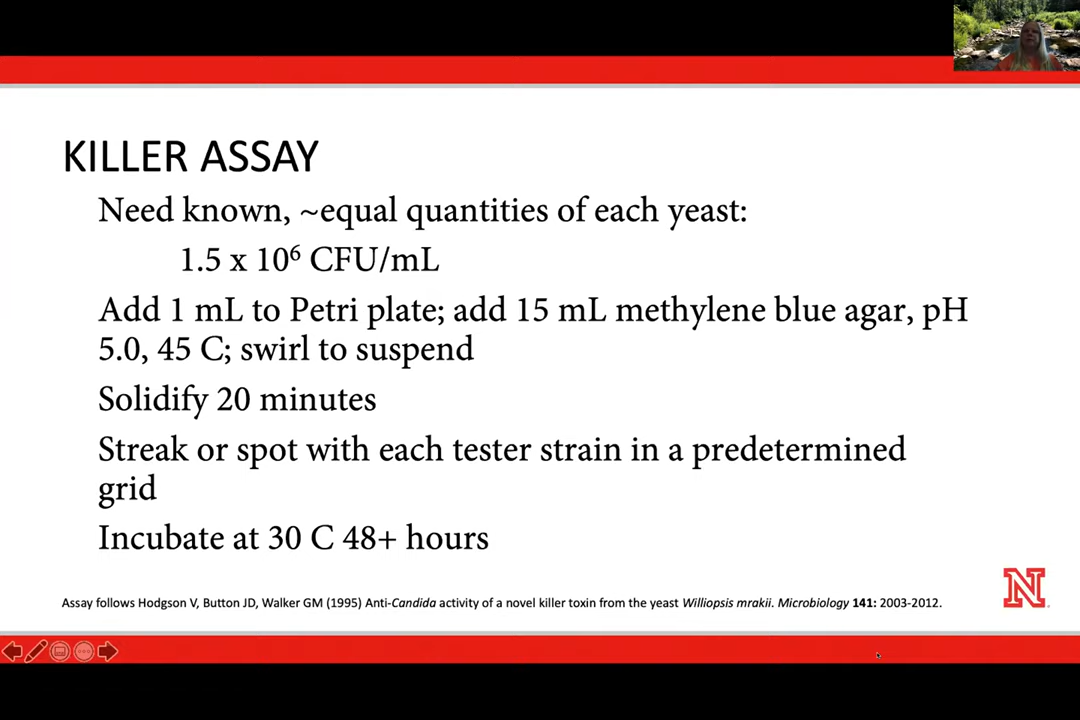 KILLER ASSAY
Need known, ~equal quantities of each yeast:
1.5 x 10⁶ CFU/mL
Add 1 mL to Petri plate; add 15 mL methylene blue agar, pH
5.0, 45 C; swirl to suspend
Solidify 20 minutes
Streak or spot with each tester strain in a predetermined
grid
Incubate at 30 C 48+ hours
N
Assay follows Hodgson V, Button JD, Walker GM (1995) Anti-Candida activity of a novel killer toxin from the yeast Williopsis mrakii. Microbiology 141: 2003-2012.